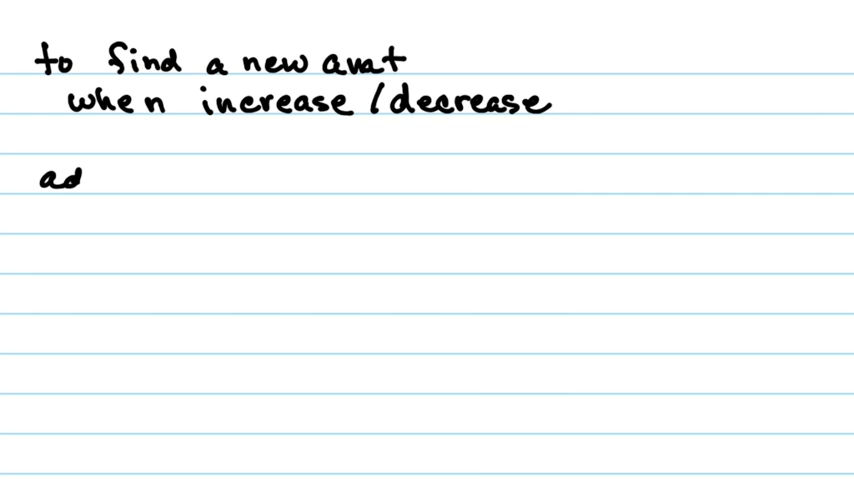 to find a new amt
when increase/decrease
ad